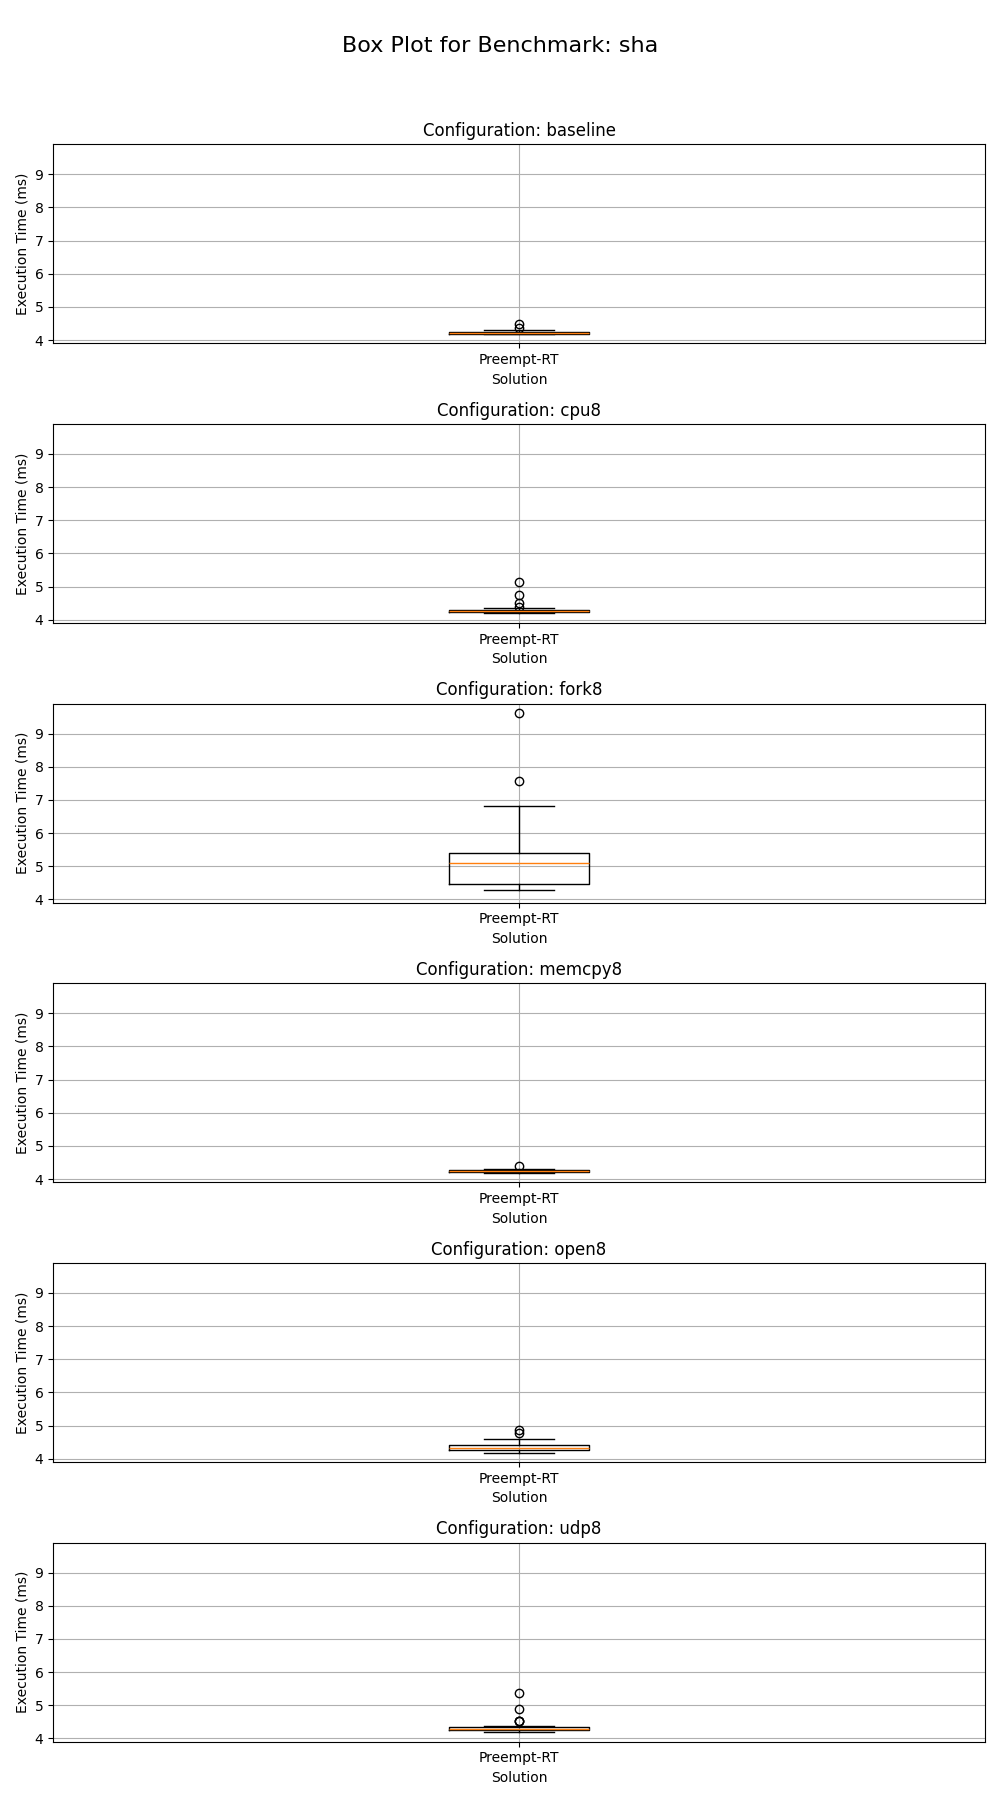 Box Plot for Benchmark: sha
Configuration: baseline
Execution Time (ms)
9
8
7
6
5
4
Preempt-RT
Solution
Configuration: cpu8
Execution Time (ms)
9
8
7
6
5
4
Preempt-RT
Solution
Configuration: fork8
Execution Time (ms)
9
8
7
6
5
4
Preempt-RT
Solution
Configuration: memcpy8
Execution Time (ms)
9
8
7
6
5
4
Preempt-RT
Solution
Configuration: open8
Execution Time (ms)
9
8
7
6
5
4
Preempt-RT
Solution
Configuration: udp8
Execution Time (ms)
9
8
7
6
5
4
Preempt-RT
Solution